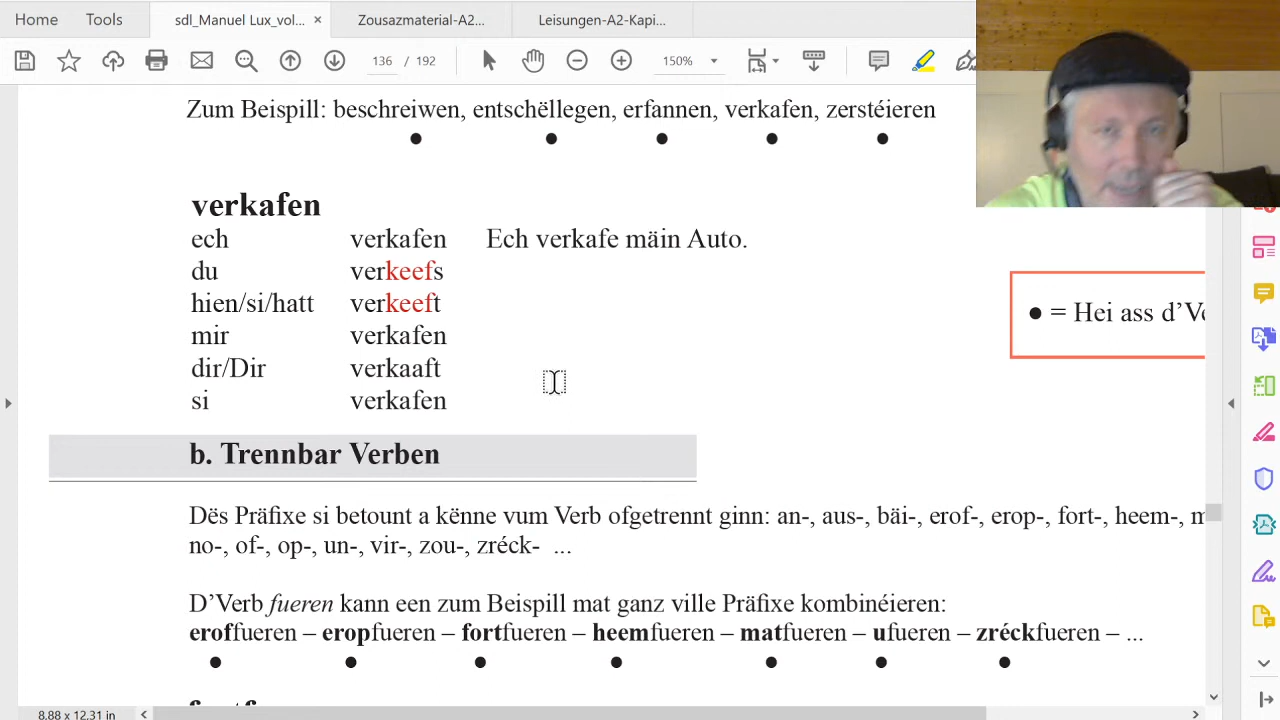 Home Tools sdl_Manuel Lux_vol... × Zousazmaterial-A2... Leisungen-A2-Kapi...
136 / 192 150%
Zum Beispill: beschreiwen, entschëllegen, erfannen, verkafen, zerstéieren
verkafen
ech verkafen Ech verkafe mäin Auto.
du verkeefs
hien/si/hatt verkeeft
● = Hei ass d’Ve
mir verkafen
dir/Dir verkaaft
si verkafen
b. Trennbar Verben
Dës Präfixe si betount a kënne vum Verb ofgetrennt ginn: an-, aus-, bäi-, erof-, erop-, fort-, heem-, m
no-, of-, op-, un-, vir-, zou-, zréck- ...
D’Verb fueren kann een zum Beispill mat ganz ville Präfixe kombinéieren:
eroffueren – eropfueren – fortfueren – heemfueren – matfueren – ufueren – zréckfueren – ...
8.88 x 12.31 in